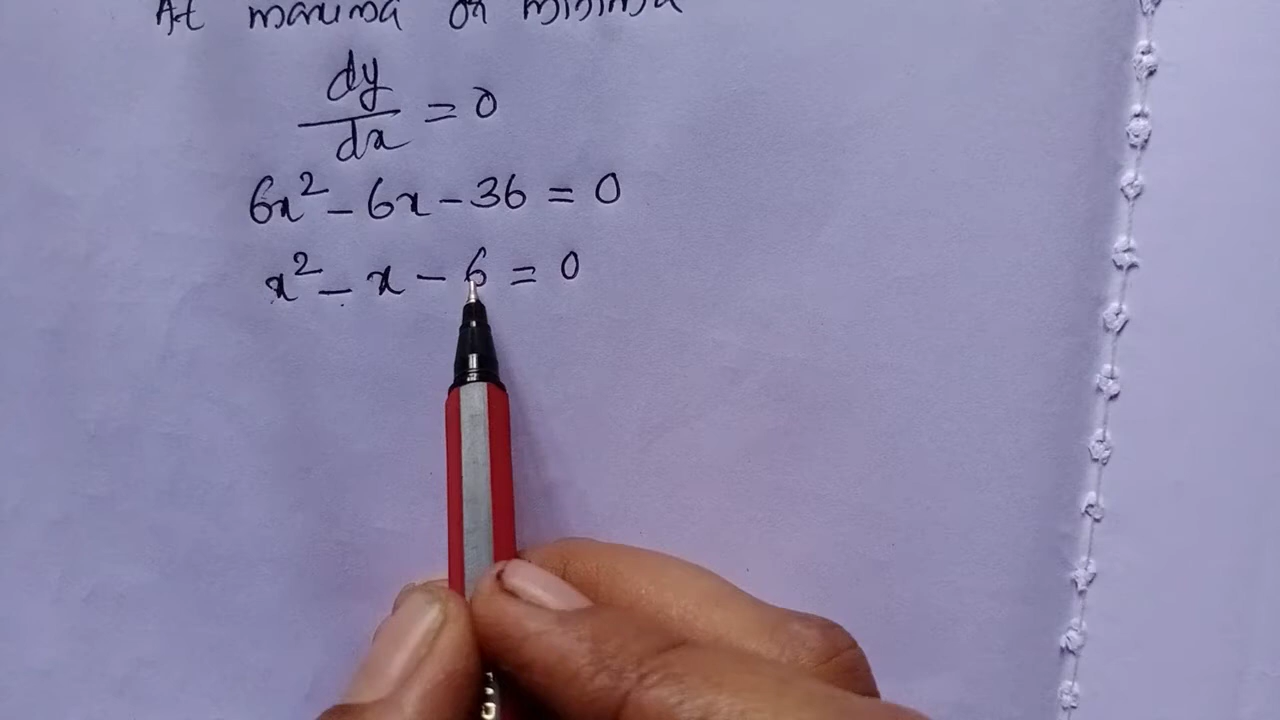 At maxima or minima
dy/dx = 0
6x² - 6x - 36 = 0
x² - x - 6 = 0